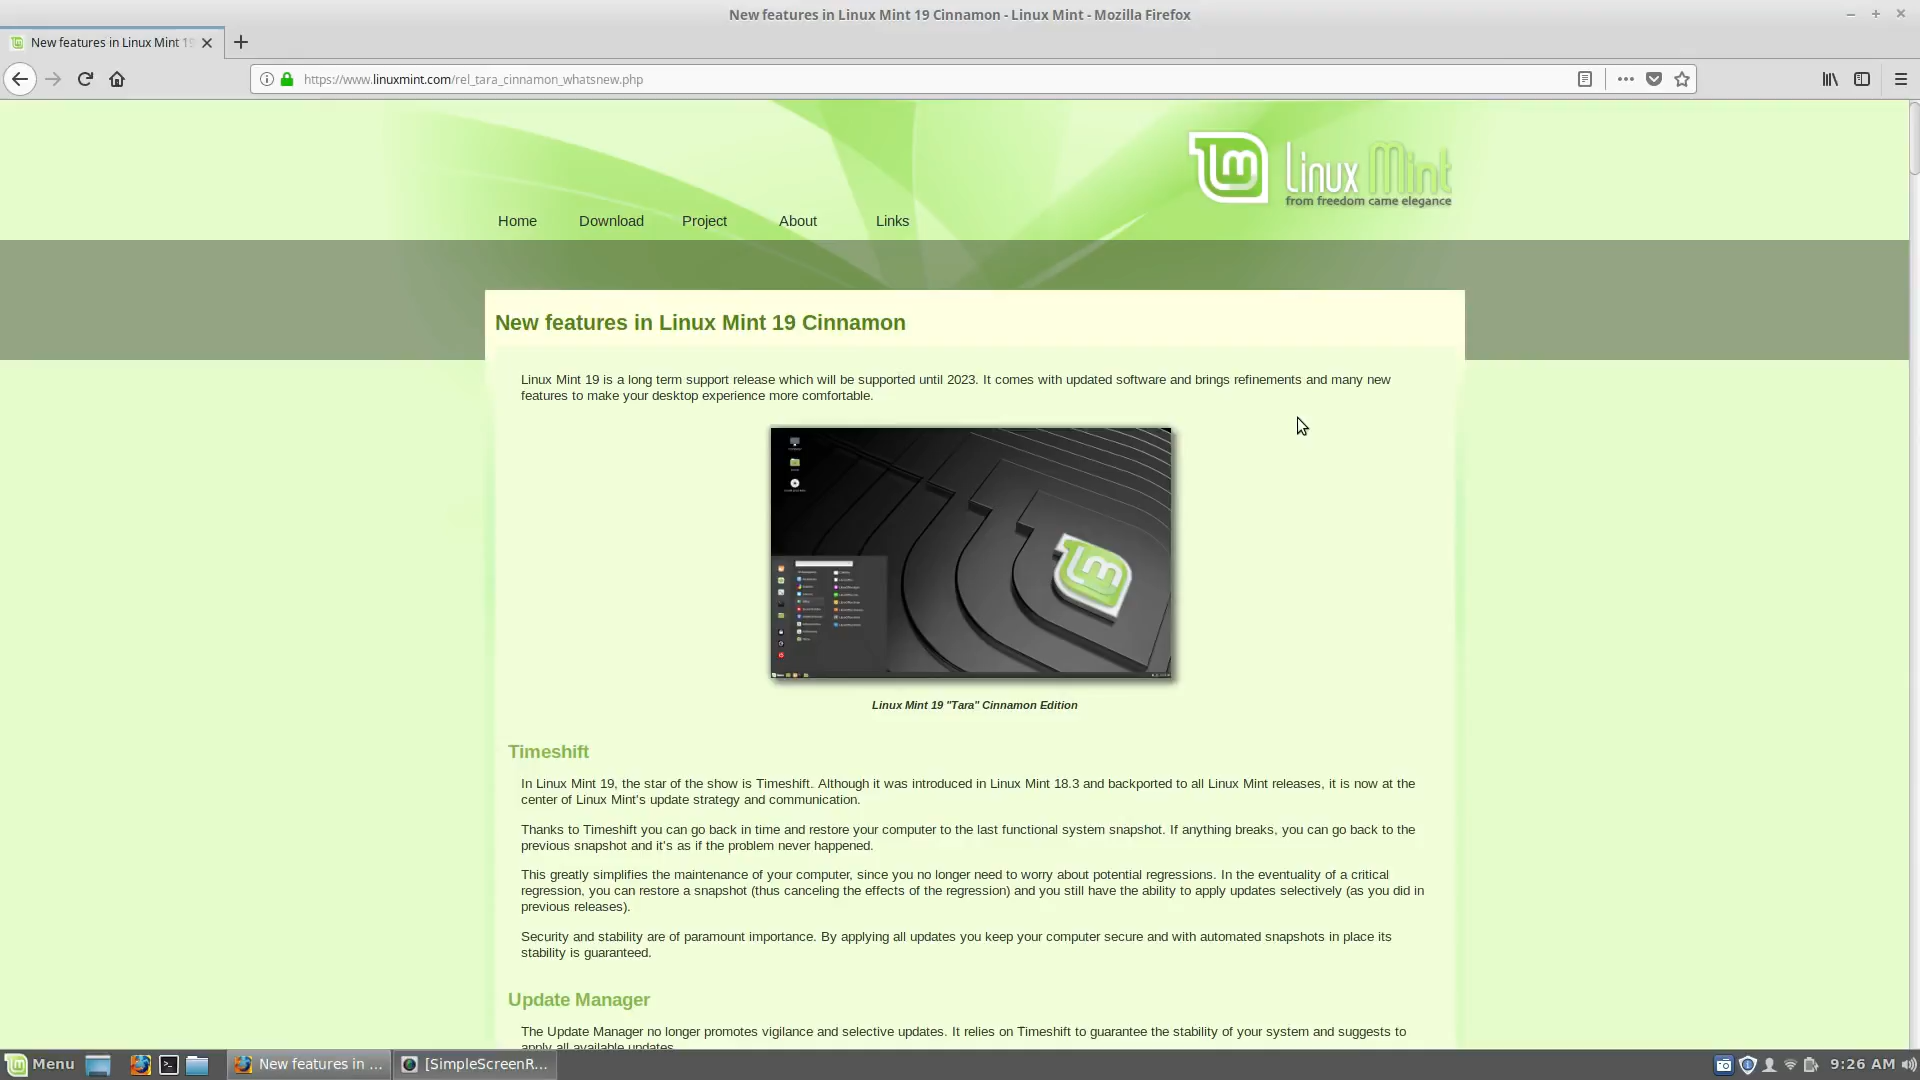 New features in Linux Mint 19 Cinnamon - Linux Mint - Mozilla Firefox
New features in Linux Mint 19
https://www.linuxmint.com/rel_tara_cinnamon_whatsnew.php
Linux Mint
from freedom came elegance
Home Download Project About Links
New features in Linux Mint 19 Cinnamon
Linux Mint 19 is a long term support release which will be supported until 2023. It comes with updated software and brings refinements and many new
features to make your desktop experience more comfortable.
Linux Mint 19 "Tara" Cinnamon Edition
Timeshift
In Linux Mint 19, the star of the show is Timeshift. Although it was introduced in Linux Mint 18.3 and backported to all Linux Mint releases, it is now at the
center of Linux Mint's update strategy and communication.
Thanks to Timeshift you can go back in time and restore your computer to the last functional system snapshot. If anything breaks, you can go back to the
previous snapshot and it's as if the problem never happened.
This greatly simplifies the maintenance of your computer, since you no longer need to worry about potential regressions. In the eventuality of a critical
regression, you can restore a snapshot (thus canceling the effects of the regression) and you still have the ability to apply updates selectively (as you did in
previous releases).
Security and stability are of paramount importance. By applying all updates you keep your computer secure and with automated snapshots in place its
stability is guaranteed.
Update Manager
The Update Manager no longer promotes vigilance and selective updates. It relies on Timeshift to guarantee the stability of your system and suggests to
apply all available updates.
Menu New features in ... [SimpleScreenR... 9:26 AM